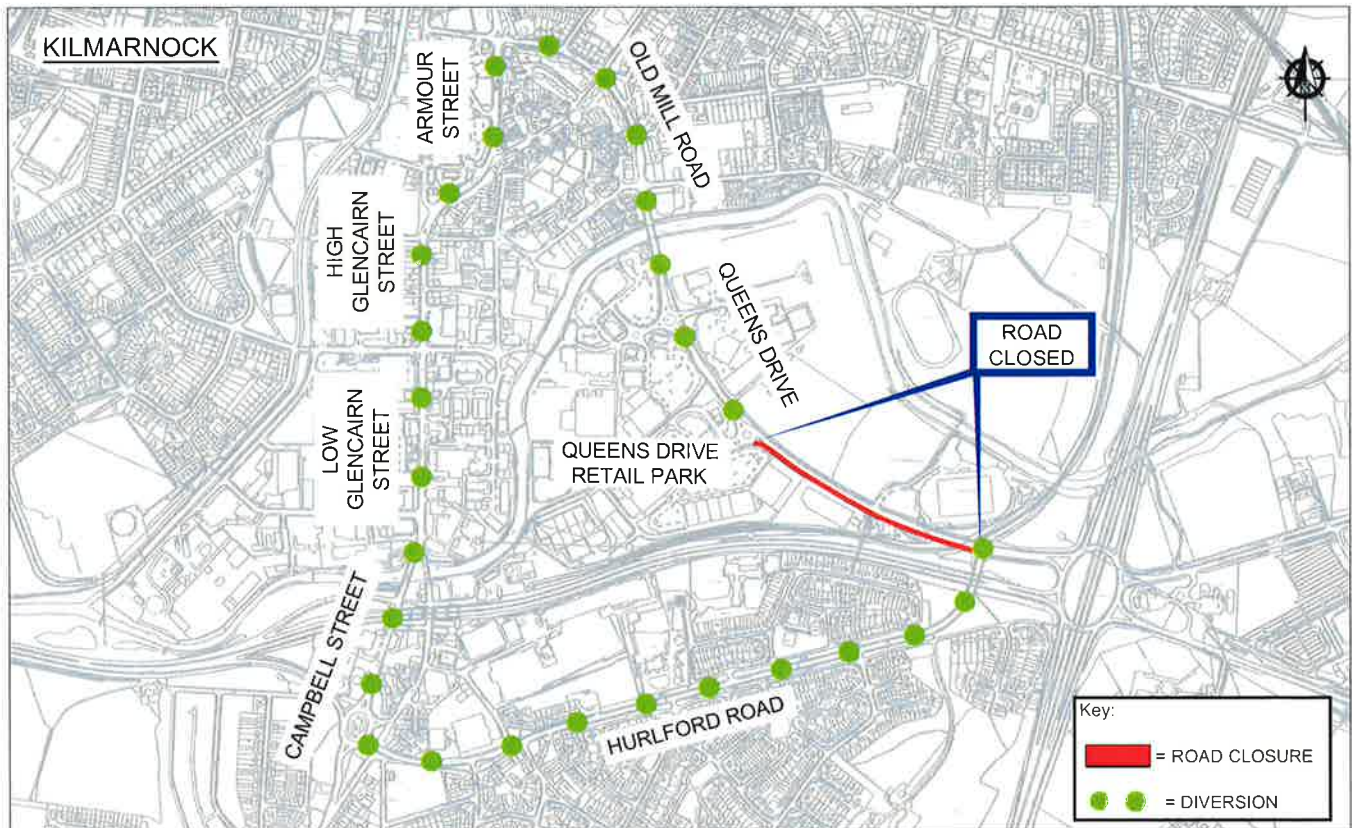 KILMARNOCK
ARMOUR
STREET
OLD MILL ROAD
HIGH
GLENCAIRN
STREET
QUEENS DRIVE
ROAD
CLOSED
LOW
GLENCAIRN
STREET
QUEENS DRIVE
RETAIL PARK
CAMPBELL STREET
HURLFORD ROAD
Key:
= ROAD CLOSURE
= DIVERSION